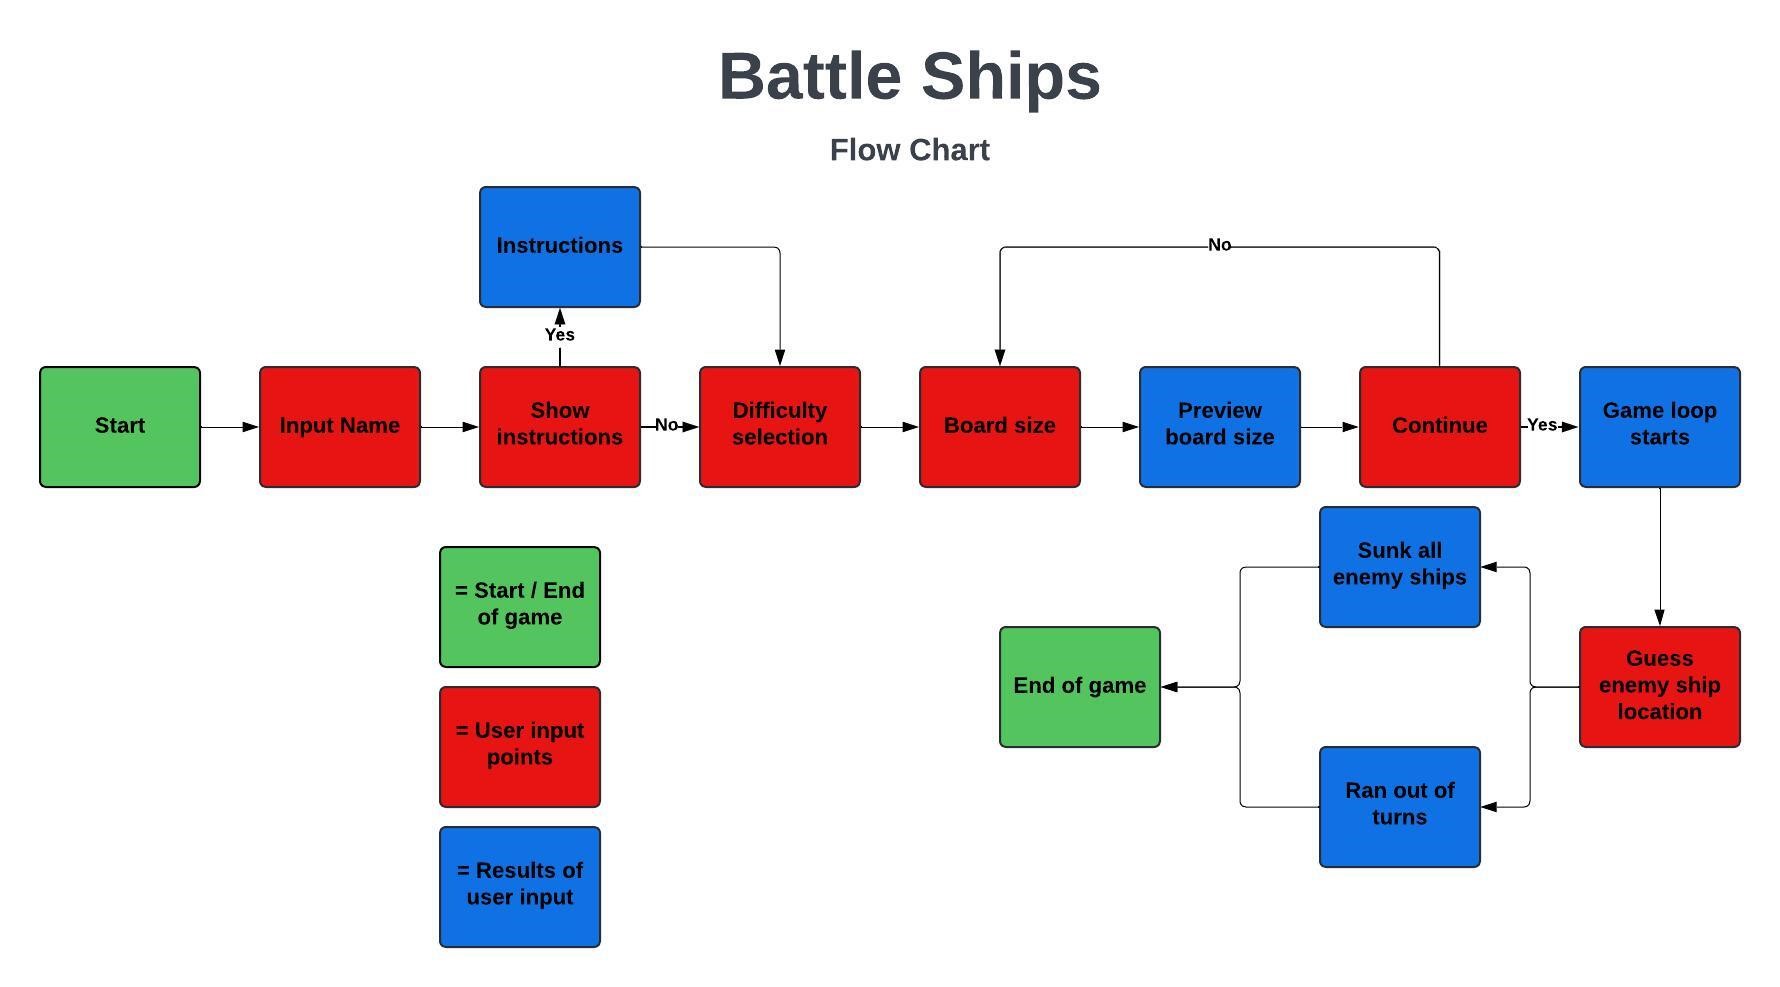 Battle Ships
Flow Chart
Instructions
No
Yes
Start
Input Name
Show
instructions
No
Difficulty
selection
Board size
Preview
board size
Continue
Yes
Game loop
starts
Sunk all
enemy ships
= Start / End
of game
End of game
Guess
enemy ship
location
= User input
points
Ran out of
turns
= Results of
user input